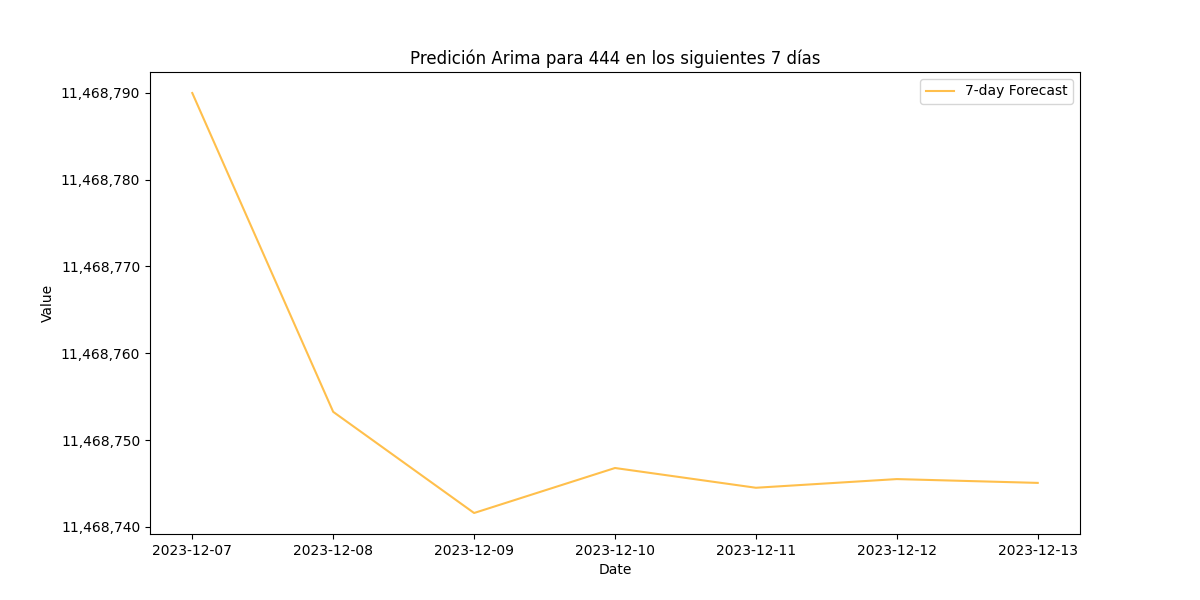 Predición Arima para 444 en los siguientes 7 días
7-day Forecast
Value
11,468,790
11,468,780
11,468,770
11,468,760
11,468,750
11,468,740
2023-12-07 2023-12-08 2023-12-09 2023-12-10 2023-12-11 2023-12-12 2023-12-13
Date